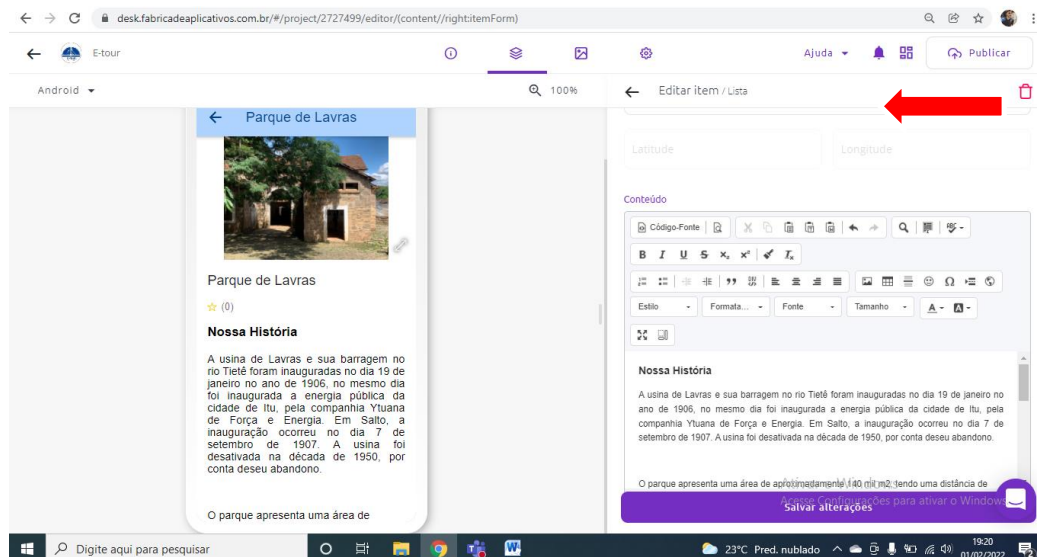 desk.fabricadeaplicativos.com.br/#/project/2727499/editor/(content//right:itemForm)
E-tour
Ajuda
Publicar
Android
100%
Editar item / Lista
Parque de Lavras
Latitude
Longitude
Conteúdo
Código-Fonte
B I U S x₂ x² Iₓ
Estilo
Formata...
Fonte
Tamanho
A
A
Parque de Lavras
(0)
Nossa História
A usina de Lavras e sua barragem no
rio Tietê foram inauguradas no dia 19 de
janeiro no ano de 1906, no mesmo dia
foi inaugurada a energia pública da
cidade de Itu, pela companhia Ytuana
de Força e Energia. Em Salto, a
inauguração ocorreu no dia 7 de
setembro de 1907. A usina foi
desativada na década de 1950, por
conta deseu abandono.
O parque apresenta uma área de
Nossa História
A usina de Lavras e sua barragem no rio Tietê foram inauguradas no dia 19 de janeiro no
ano de 1906, no mesmo dia foi inaugurada a energia pública da cidade de Itu, pela
companhia Ytuana de Força e Energia. Em Salto, a inauguração ocorreu no dia 7 de
setembro de 1907. A usina foi desativada na década de 1950, por conta deseu abandono.
O parque apresenta uma área de aproximadamente 140 mil m2, tendo uma distância de
Ativar o Windows
Acesse Configurações para ativar o Windows
Salvar alterações
Digite aqui para pesquisar
23°C Pred. nublado
19:20
01/02/2022